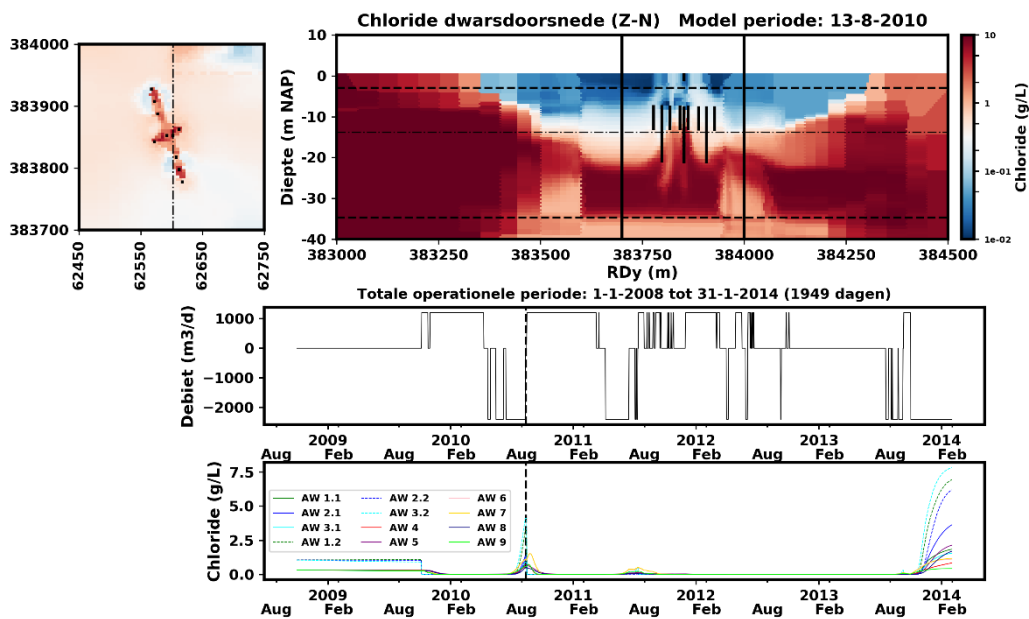 Chloride dwarsdoorsnede (Z-N) Model periode: 13-8-2010
384000
383900
383800
383700
62450
62550
62650
62750
Diepte (m NAP)
10
0
-10
-20
-30
-40
383000
383500
383750
384000
384250
384500
RDy (m)
10
1
1e-01
1e-02
Chloride (g/L)
Totale operationele periode: 1-1-2008 tot 31-1-2014 (1949 dagen)
Debiet (m3/d)
1000
0
−1000
−2000
2009 2010 2011 2012 2013 2014
Aug Feb Aug Feb Aug Feb Aug Feb Aug Feb Aug Feb
Chloride (g/L)
7.5
5.0
2.5
0.0
AW 1.1 AW 2.2 AW 6
AW 2.1 AW 3.2 AW 7
AW 3.1 AW 4 AW 8
AW 1.2 AW 5 AW 9
2009 2010 2011 2012 2013 2014
Aug Feb Aug Feb Aug Feb Aug Feb Aug Feb Aug Feb